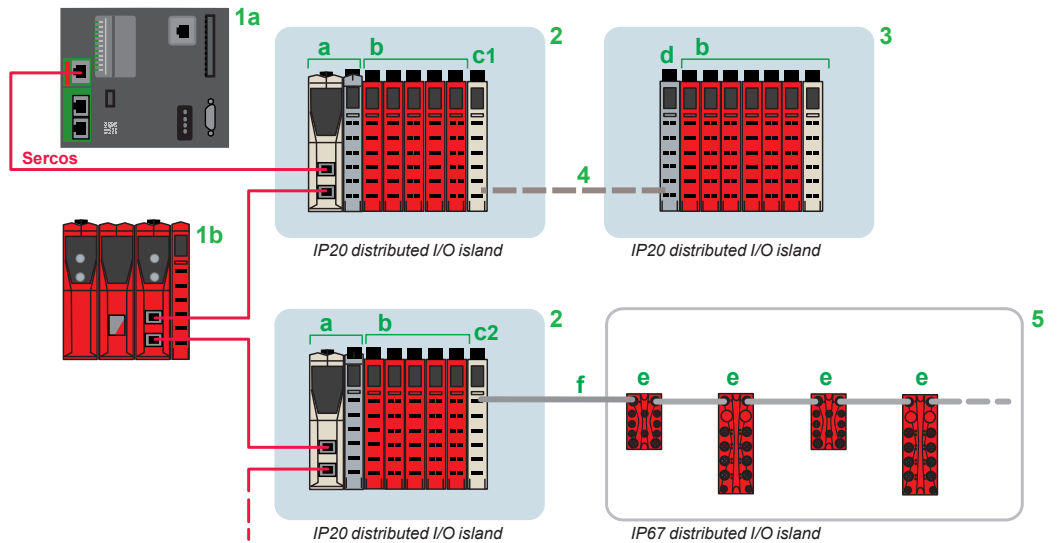 1a
2
3
a
b
c1
d
b
Sercos
4
1b
IP20 distributed I/O island
IP20 distributed I/O island
2
5
a
b
c2
e
e
e
e
f
IP20 distributed I/O island
IP67 distributed I/O island